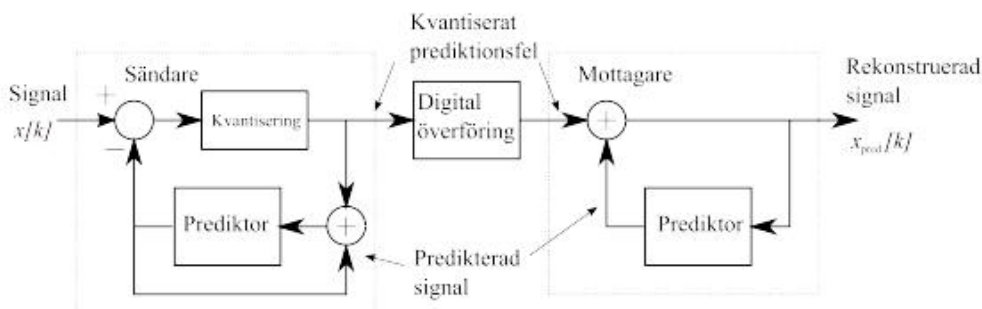 Kvantiserat
prediktionsfel
Sändare
Mottagare
Rekonstruerad
signal
Signal
x[k]
+
−
Kvantisering
Digital
överföring
+
x_pred[k]
Prediktor
+
Prediktor
Predikterad
signal